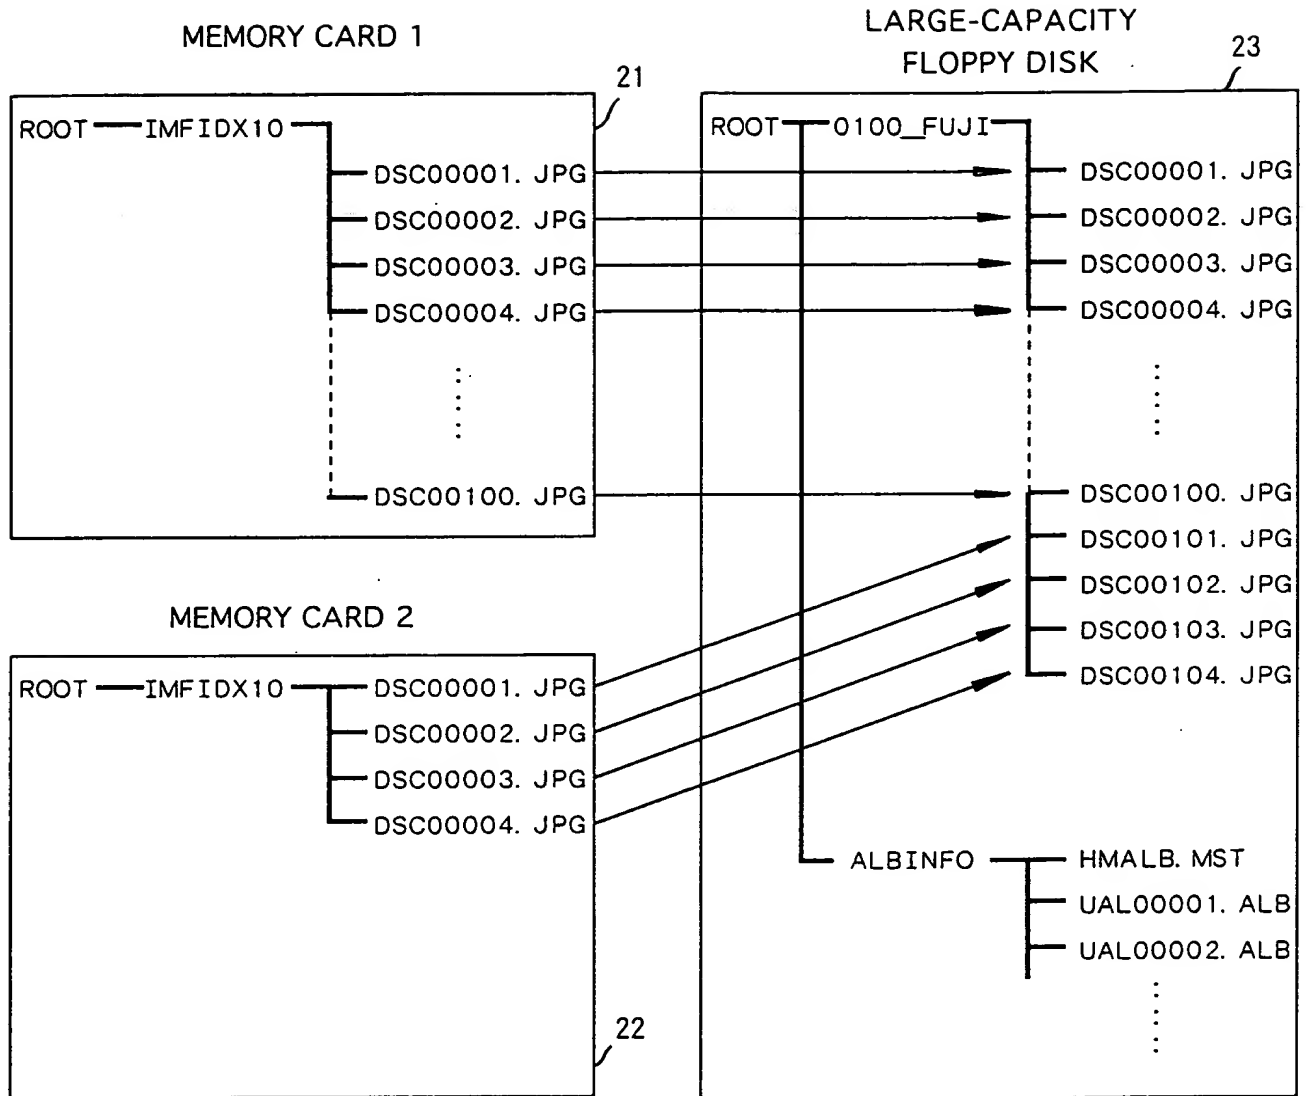 MEMORY CARD 1
21
ROOT IMFIDX10
DSC00001. JPG
DSC00002. JPG
DSC00003. JPG
DSC00004. JPG
DSC00100. JPG
MEMORY CARD 2
ROOT IMFIDX10 DSC00001. JPG
DSC00002. JPG
DSC00003. JPG
DSC00004. JPG
22
LARGE-CAPACITY
FLOPPY DISK
23
ROOT 0100_FUJI
DSC00001. JPG
DSC00002. JPG
DSC00003. JPG
DSC00004. JPG
DSC00100. JPG
DSC00101. JPG
DSC00102. JPG
DSC00103. JPG
DSC00104. JPG
ALBINFO HMALB. MST
UAL00001. ALB
UAL00002. ALB